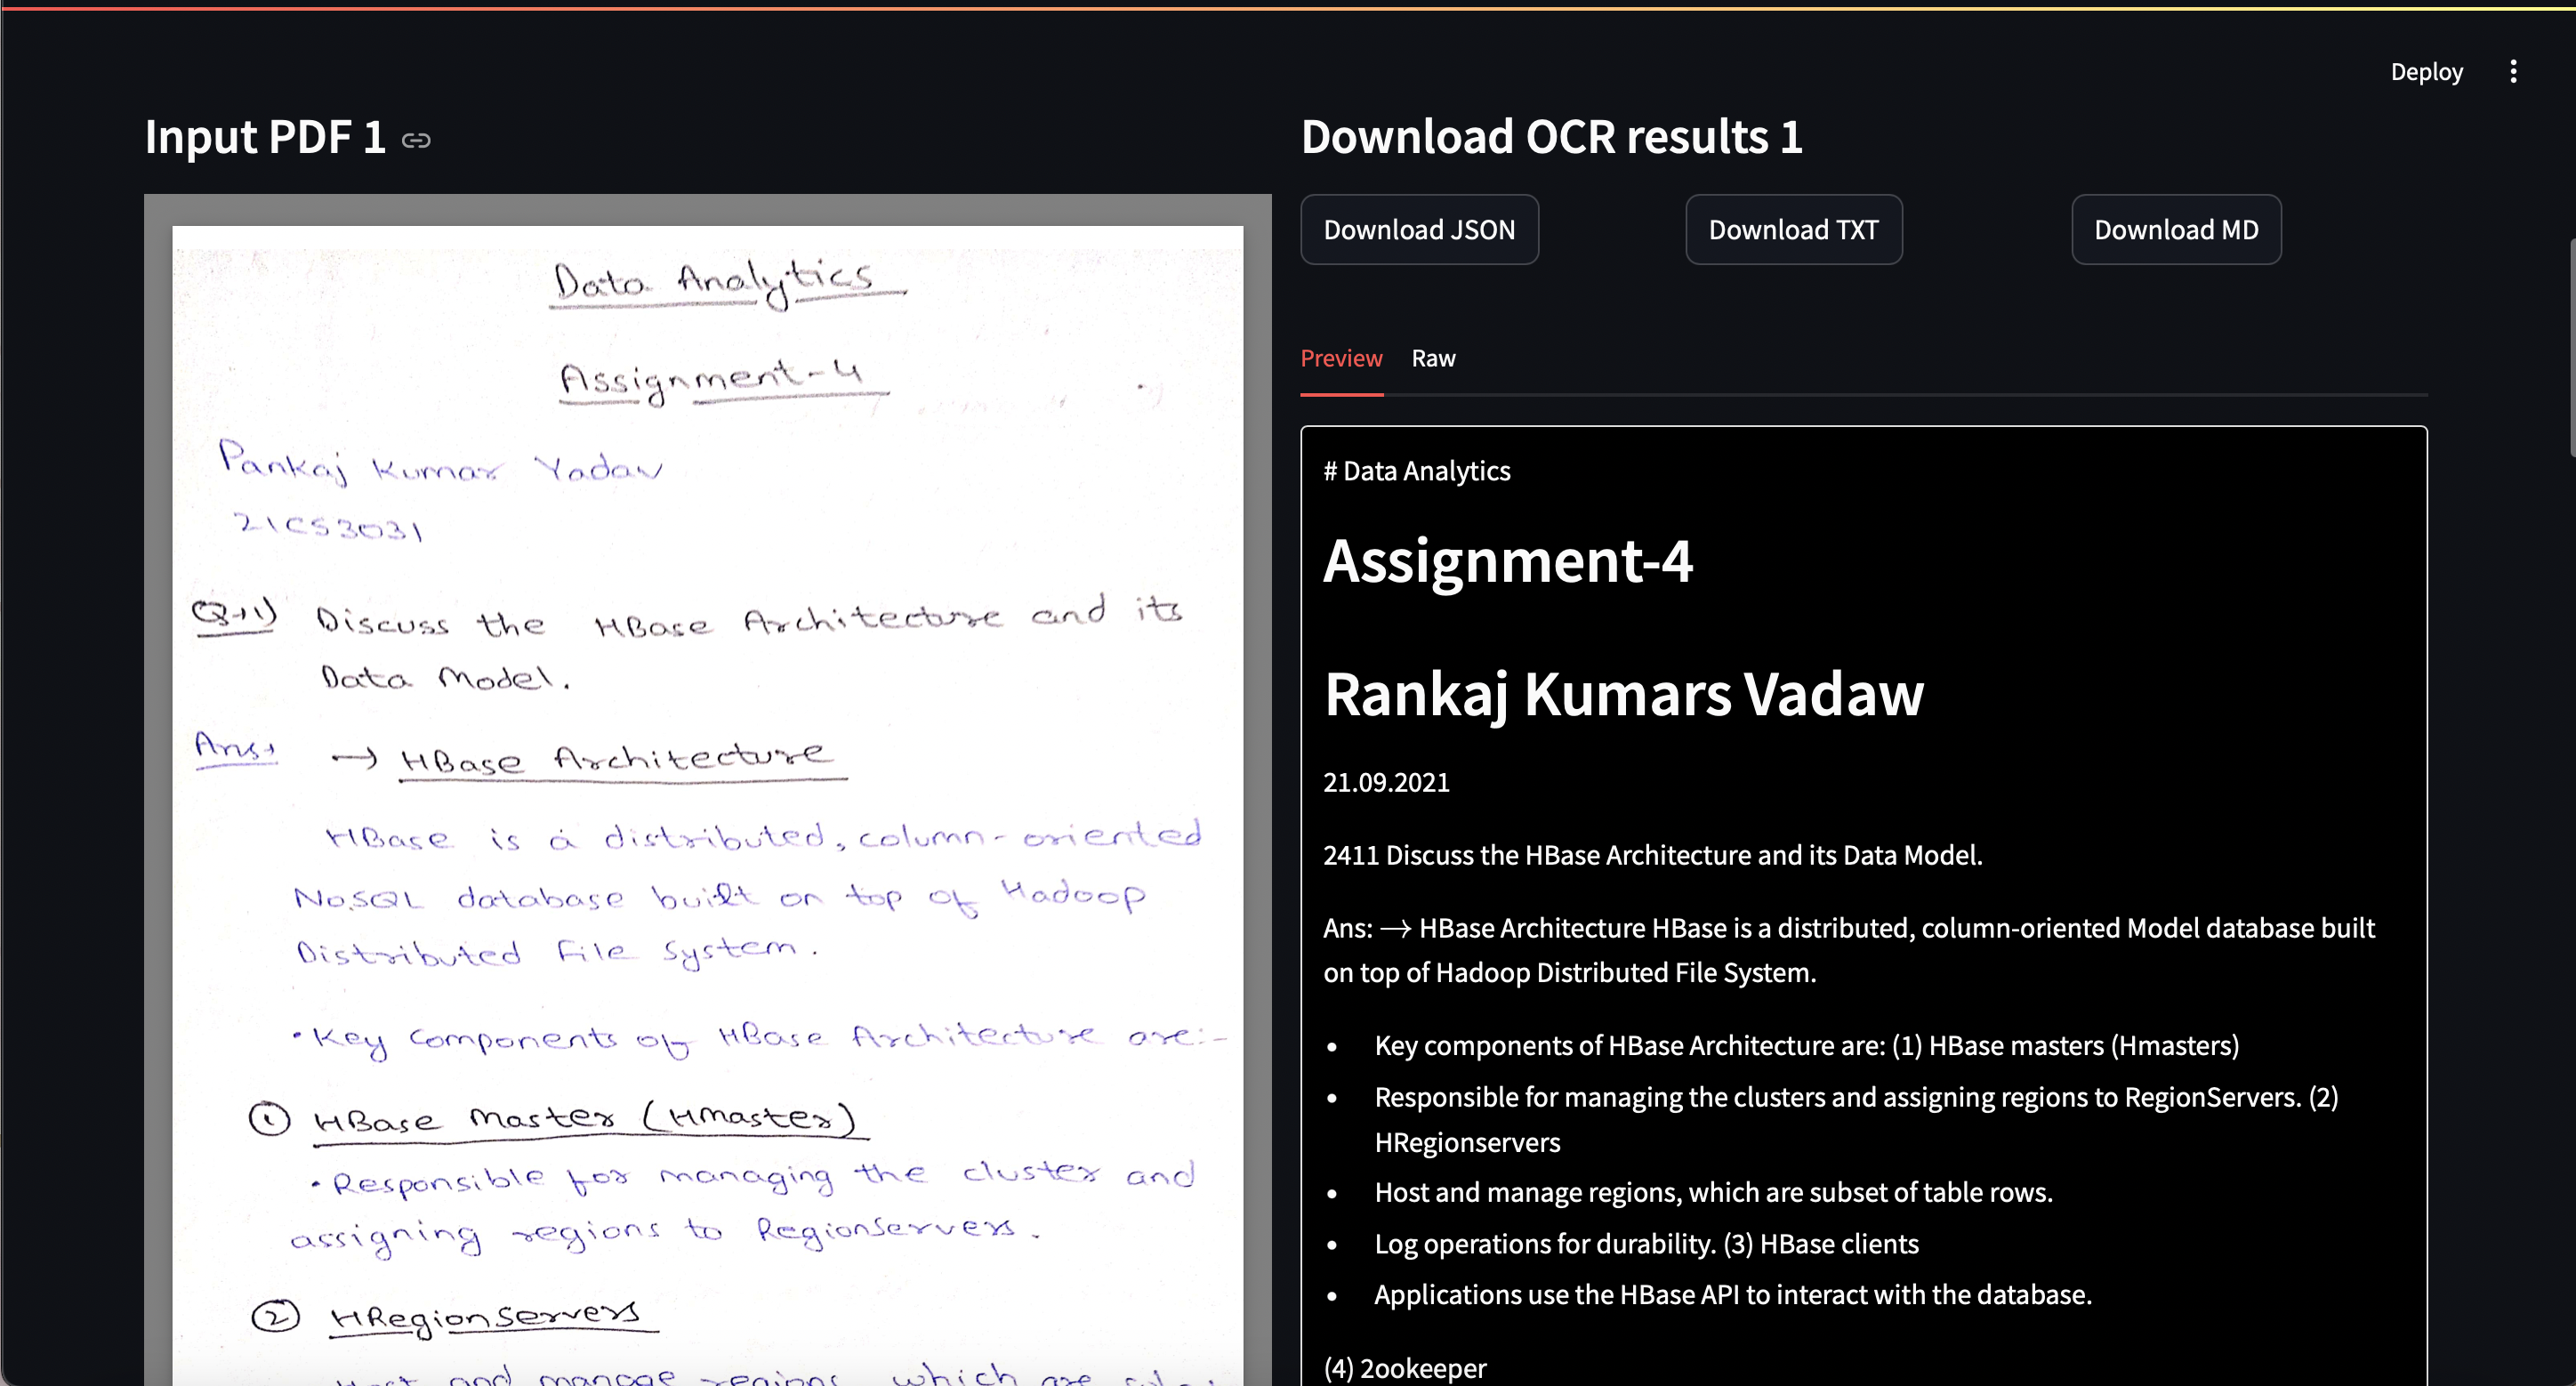 Deploy
Input PDF 1
Download OCR results 1
Download JSON
Download TXT
Download MD
Data Analytics
Assignment-4
Pankaj Kumar Yadav
21CS3031
Q→1) Discuss the HBase Architecture and its
Data Model.
Ans→ → HBase Architecture
HBase is a distributed, column-oriented
NoSQL database built on top of Hadoop
Distributed File System.
• Key Components of HBase Architecture are:-
① HBase Master (HMaster)
• Responsible for managing the cluster and
assigning regions to RegionServers.
② HRegionServers
Host and manage regions, which are
Preview
Raw
# Data Analytics
Assignment-4
Rankaj Kumars Vadaw
21.09.2021
2411 Discuss the HBase Architecture and its Data Model.
Ans: → HBase Architecture HBase is a distributed, column-oriented Model database built
on top of Hadoop Distributed File System.
• Key components of HBase Architecture are: (1) HBase masters (Hmasters)
• Responsible for managing the clusters and assigning regions to RegionServers. (2)
HRegionservers
• Host and manage regions, which are subset of table rows.
• Log operations for durability. (3) HBase clients
• Applications use the HBase API to interact with the database.
(4) 2ookeeper